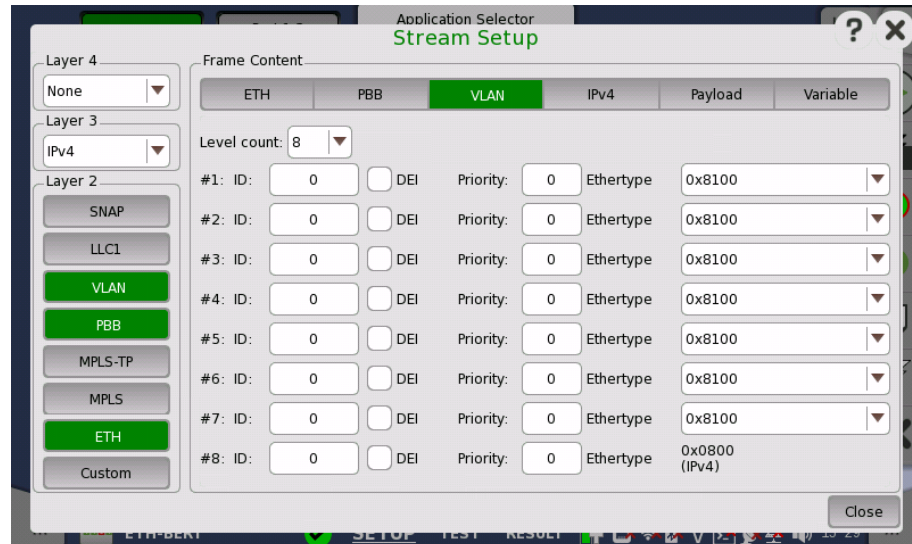 Application Selector
Stream Setup
? X
Layer 4
None
Layer 3
IPv4
Layer 2
SNAP
LLC1
VLAN
PBB
MPLS-TP
MPLS
ETH
Custom
Frame Content
ETH PBB VLAN IPv4 Payload Variable
Level count: 8
#1: ID: 0 DEI Priority: 0 Ethertype 0x8100
#2: ID: 0 DEI Priority: 0 Ethertype 0x8100
#3: ID: 0 DEI Priority: 0 Ethertype 0x8100
#4: ID: 0 DEI Priority: 0 Ethertype 0x8100
#5: ID: 0 DEI Priority: 0 Ethertype 0x8100
#6: ID: 0 DEI Priority: 0 Ethertype 0x8100
#7: ID: 0 DEI Priority: 0 Ethertype 0x8100
#8: ID: 0 DEI Priority: 0 Ethertype 0x0800
(IPv4)
Close
ETH-BERT SETUP TEST RESULT